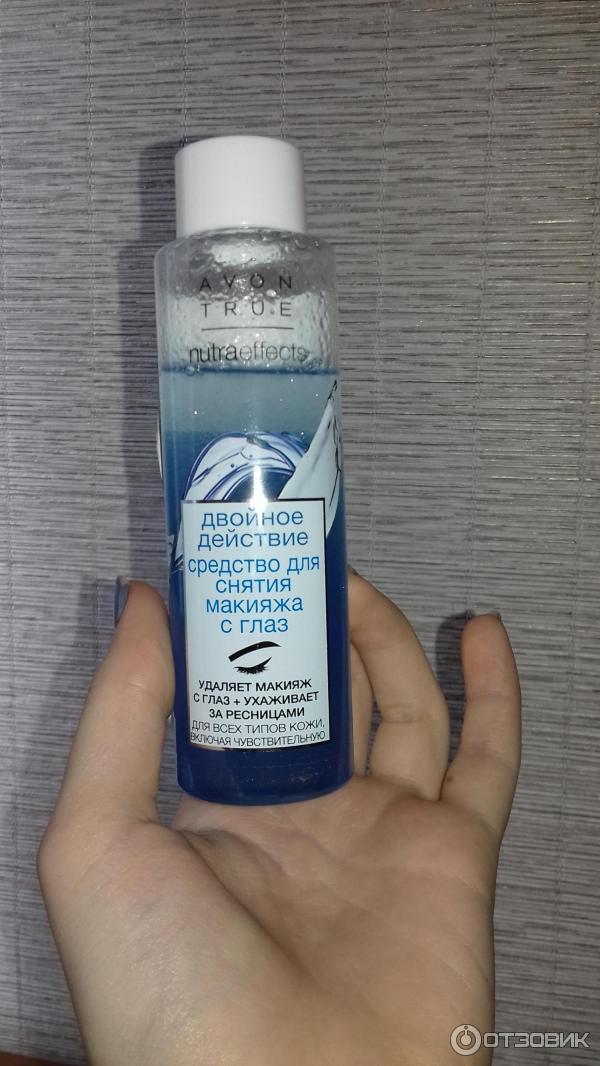 AVON
TRUE
nutraeffects
ДВОЙНОЕ
ДЕЙСТВИЕ
СРЕДСТВО ДЛЯ
СНЯТИЯ
МАКИЯЖА
С ГЛАЗ
УДАЛЯЕТ МАКИЯЖ
С ГЛАЗ + УХАЖИВАЕТ
ЗА РЕСНИЦАМИ
ДЛЯ ВСЕХ ТИПОВ КОЖИ,
ВКЛЮЧАЯ ЧУВСТВИТЕЛЬНУЮ
ОТЗОВИК